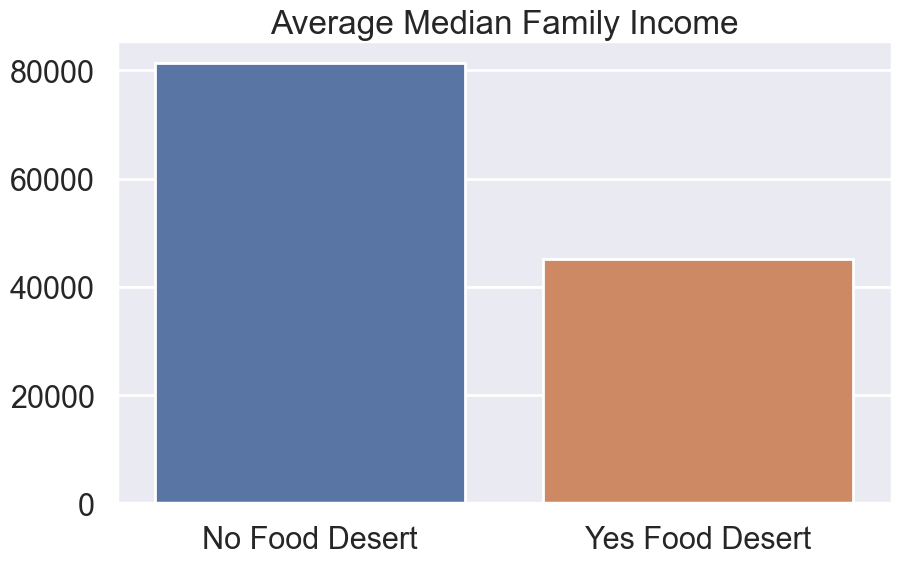 Average Median Family Income
80000
60000
40000
20000
0
No Food Desert
Yes Food Desert